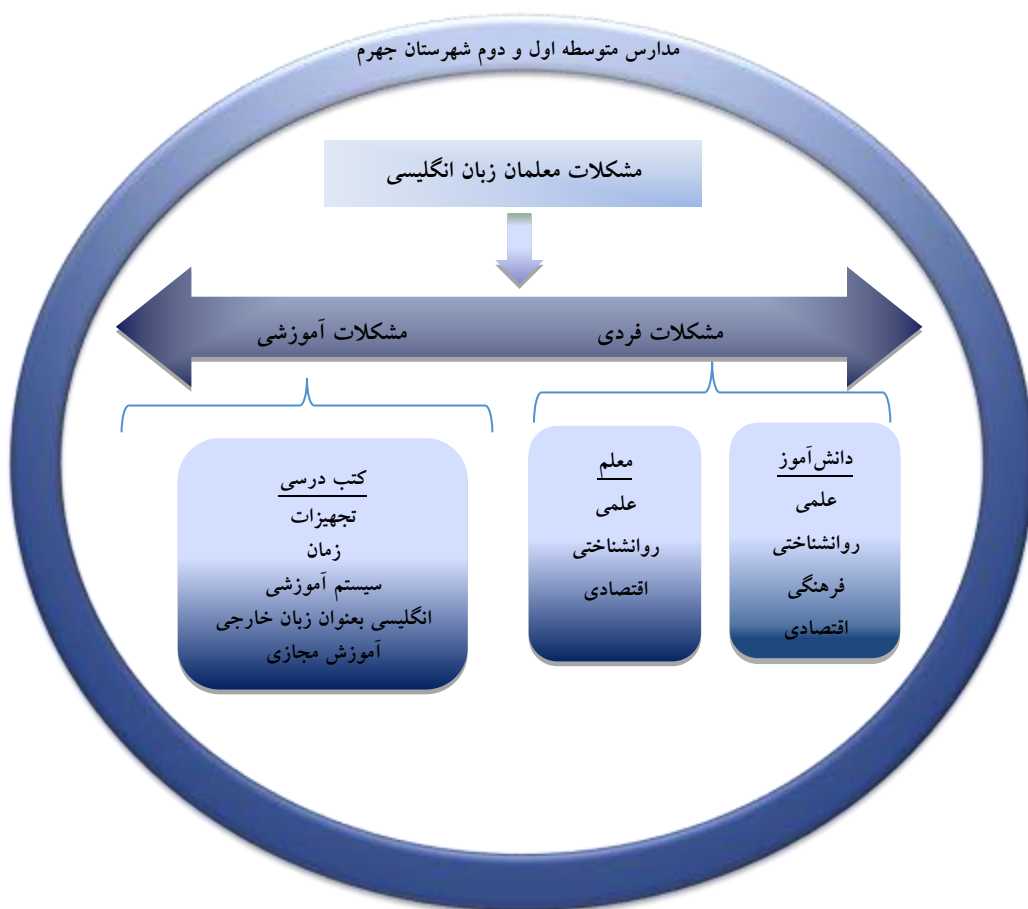 مدارس متوسطه اول و دوم شهرستان جهرم
مشکلات معلمان زبان انگلیسی
مشکلات فردی
مشکلات آموزشی
دانش‌آموز
علمی
روانشناختی
فرهنگی
اقتصادی
معلم
علمی
روانشناختی
اقتصادی
کتب درسی
تجهیزات
زمان
سیستم آموزشی
انگلیسی بعنوان زبان خارجی
آموزش مجازی